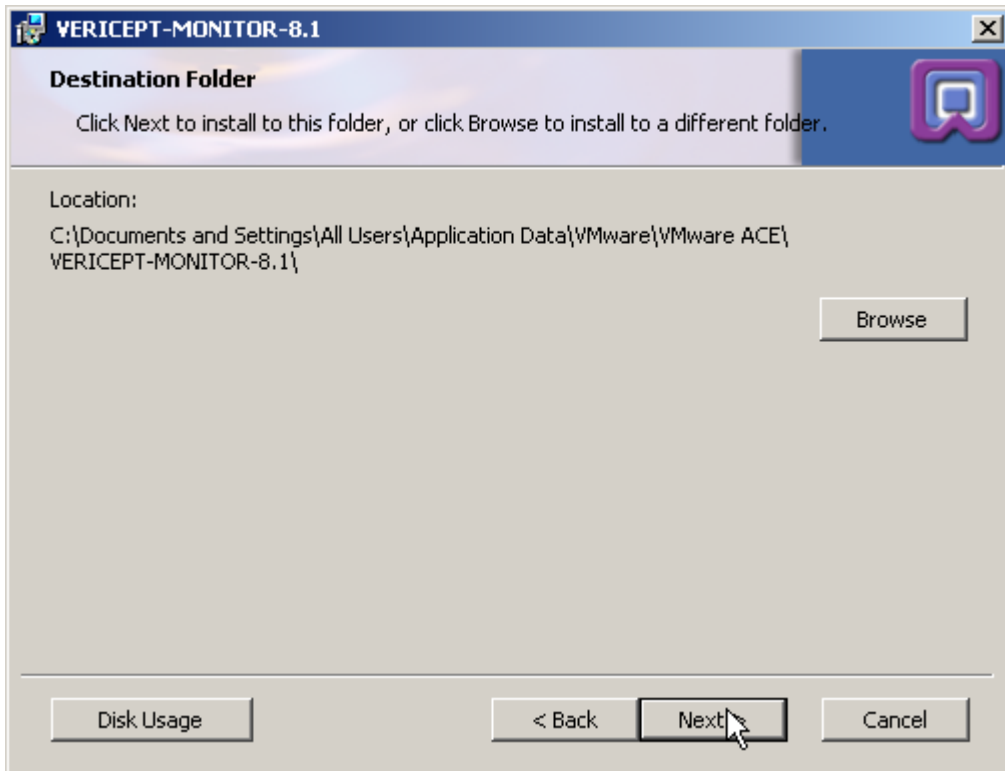 VERICEPT-MONITOR-8.1
Destination Folder
Click Next to install to this folder, or click Browse to install to a different folder.
Location:
C:\Documents and Settings\All Users\Application Data\VMware\VMware ACE\
VERICEPT-MONITOR-8.1\
Browse
Disk Usage
< Back
Next >
Cancel